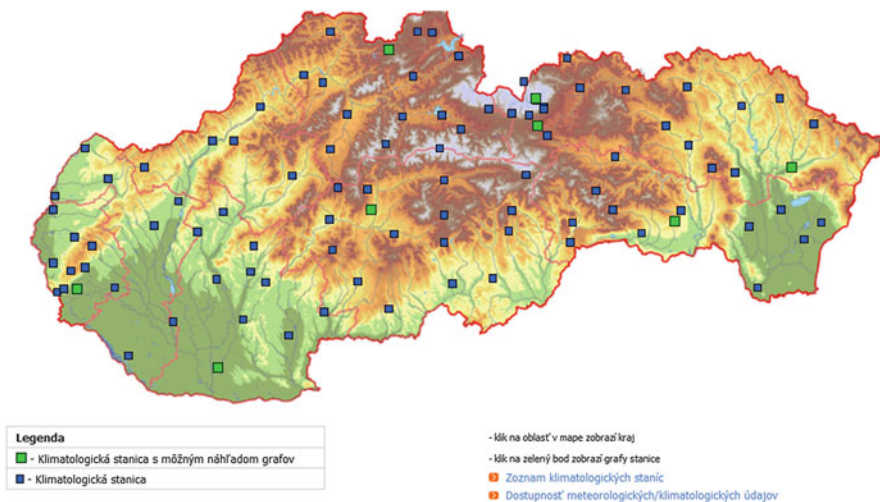 Legenda
- Klimatologická stanica s môžným náhľadom grafov
- Klimatologická stanica
- klik na oblasť v mape zobrazí kraj
- klik na zelený bod zobrazí grafy stanice
Zoznam klimatologických staníc
Dostupnosť meteorologických/klimatologických údajov